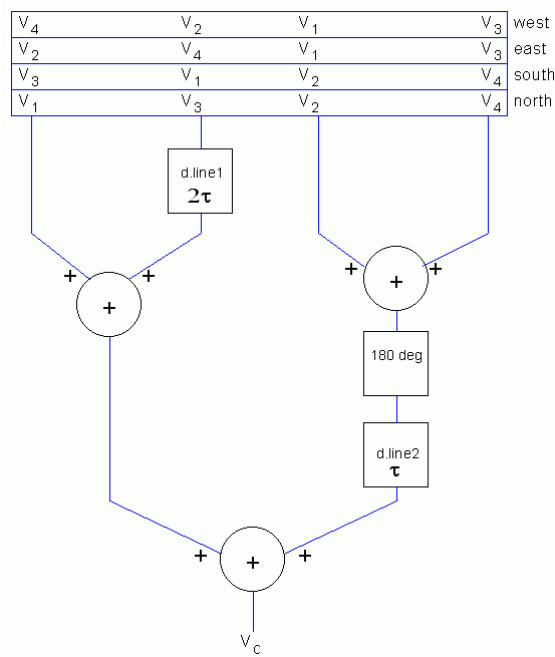 V4 V2 V1 V3 west
V2 V4 V1 V3 east
V3 V1 V2 V4 south
V1 V3 V2 V4 north
d.line1
2τ
+ + + +
+ +
180 deg
d.line2
τ
+ + +
VC